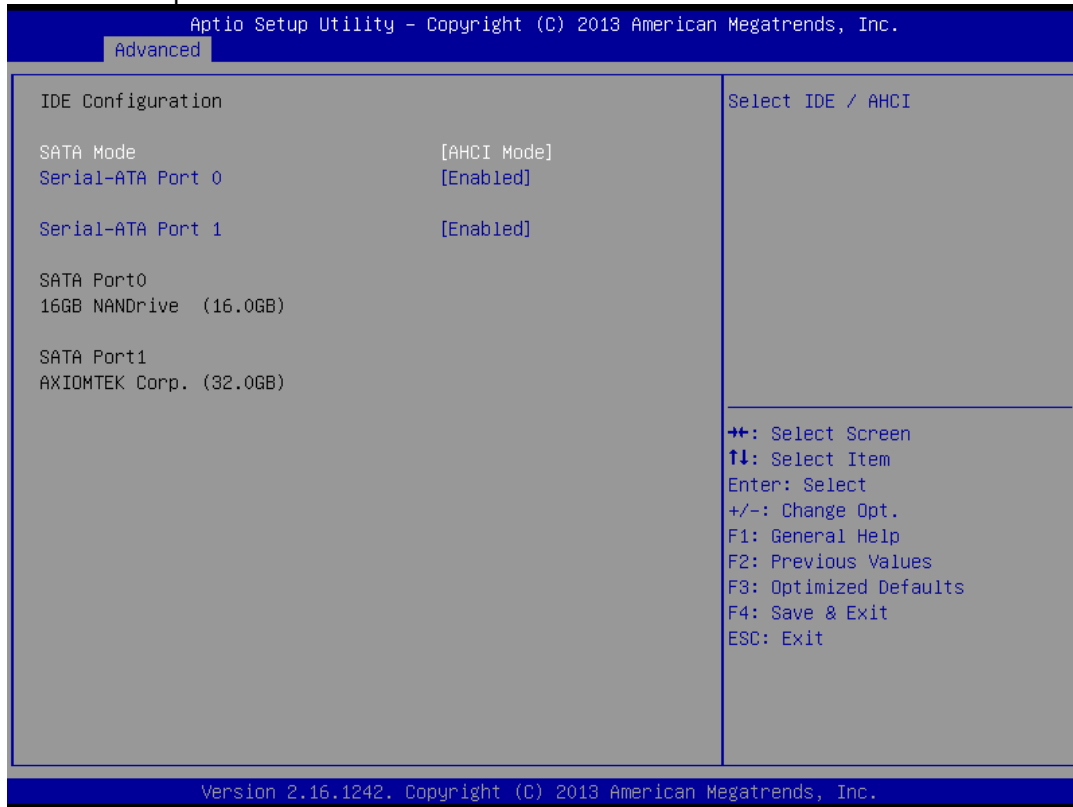 Aptio Setup Utility – Copyright (C) 2013 American Megatrends, Inc.
Advanced
IDE Configuration
SATA Mode [AHCI Mode]
Serial-ATA Port 0 [Enabled]
Serial-ATA Port 1 [Enabled]
SATA Port0
16GB NANDrive (16.0GB)
SATA Port1
AXIOMTEK Corp. (32.0GB)
Select IDE / AHCI
→←: Select Screen
↑↓: Select Item
Enter: Select
+/-: Change Opt.
F1: General Help
F2: Previous Values
F3: Optimized Defaults
F4: Save & Exit
ESC: Exit
Version 2.16.1242. Copyright (C) 2013 American Megatrends, Inc.